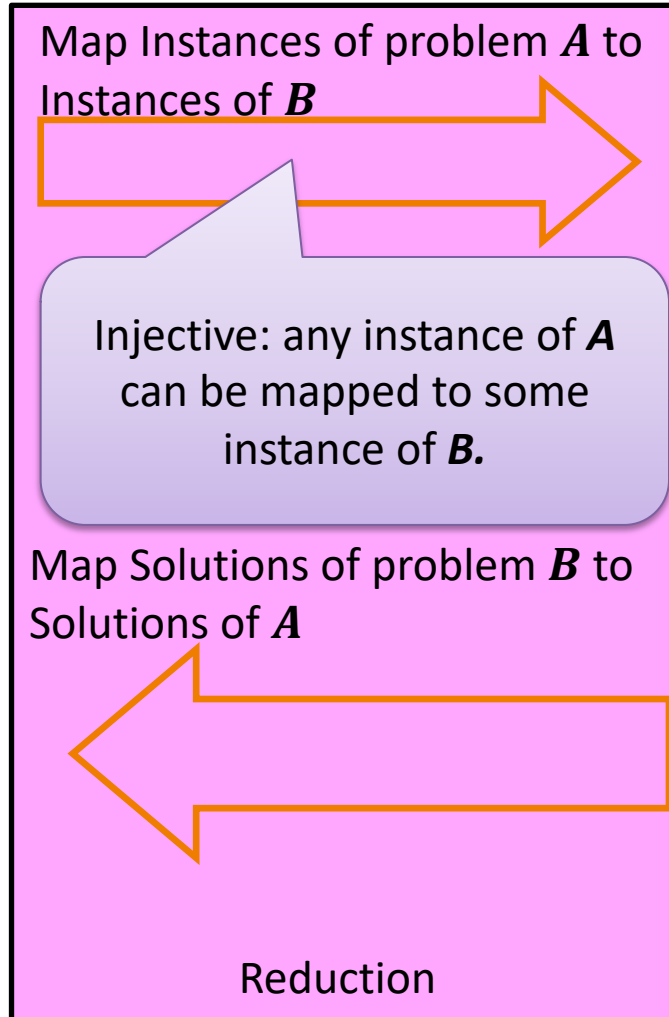 Map Instances of problem A to
Instances of B
Injective: any instance of A
can be mapped to some
instance of B.
Map Solutions of problem B to
Solutions of A
Reduction